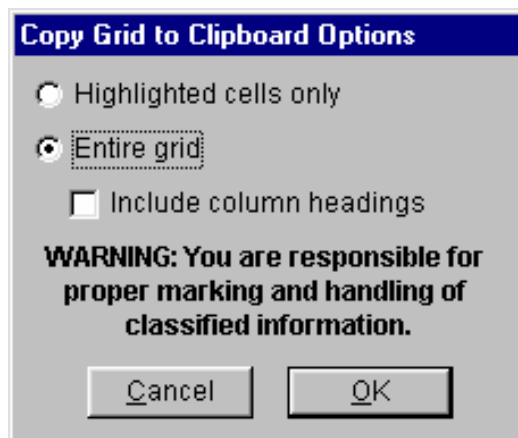 Copy Grid to Clipboard Options
Highlighted cells only
Entire grid
Include column headings
WARNING: You are responsible for
proper marking and handling of
classified information.
Cancel
OK